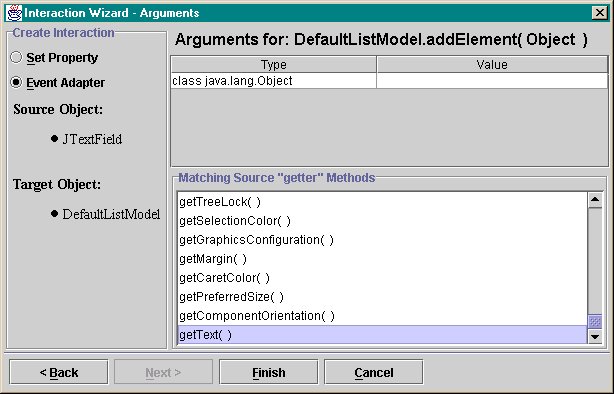 Interaction Wizard - Arguments
Create Interaction
Set Property
Event Adapter
Source Object:
JTextField
Target Object:
DefaultListModel
Arguments for: DefaultListModel.addElement( Object )
Type Value
class java.lang.Object
Matching Source "getter" Methods
getTreeLock( )
getSelectionColor( )
getGraphicsConfiguration( )
getMargin( )
getCaretColor( )
getPreferredSize( )
getComponentOrientation( )
getText( )
< Back Next > Finish Cancel